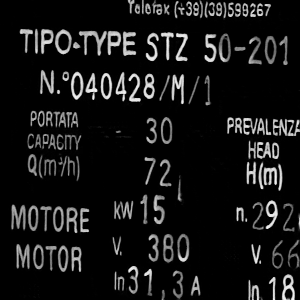 Telefax (+39)(39)599267
TIPO-TYPE STZ 50-201
N.°040428/M/1
PORTATA 30 PREVALENZA
CAPACITY HEAD
Q(m³/h) 72 H(m)
MOTORE kW 15 n. 292
MOTOR V. 380 V. 66
In 31,3 A In 18